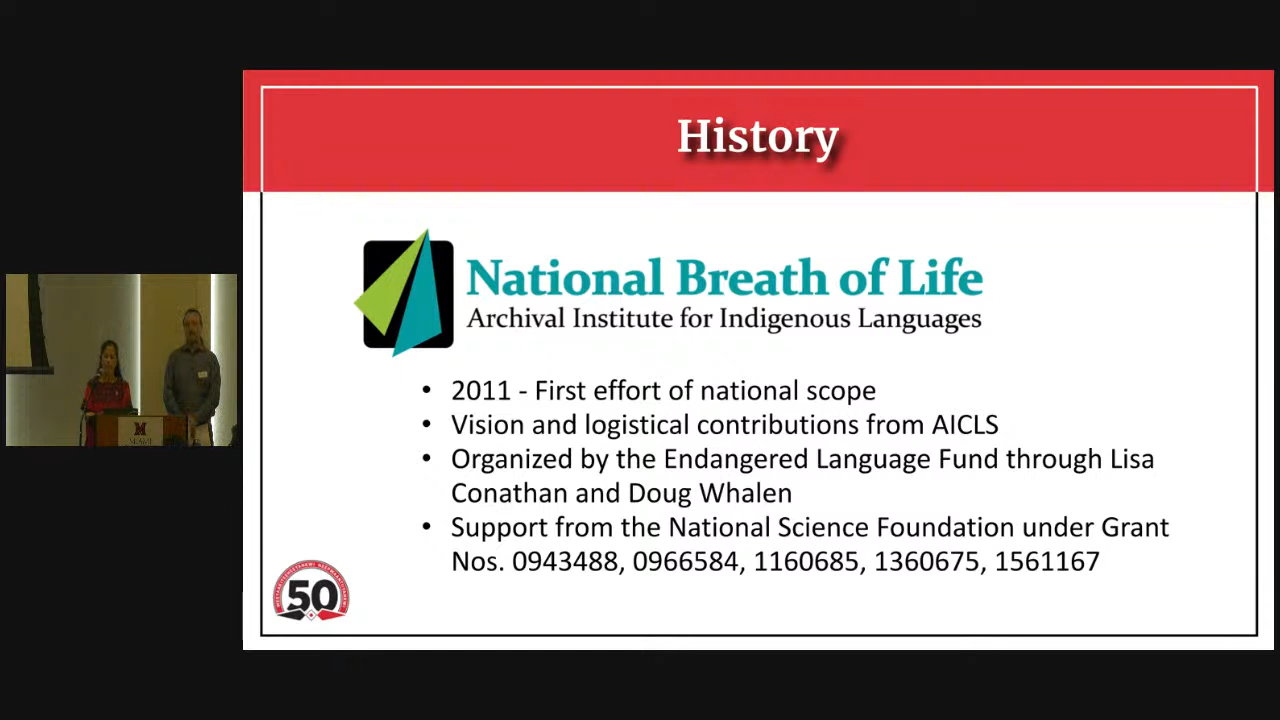 History
National Breath of Life
Archival Institute for Indigenous Languages
• 2011 - First effort of national scope
• Vision and logistical contributions from AICLS
• Organized by the Endangered Language Fund through Lisa
Conathan and Doug Whalen
• Support from the National Science Foundation under Grant
Nos. 0943488, 0966584, 1160685, 1360675, 1561167
50
M